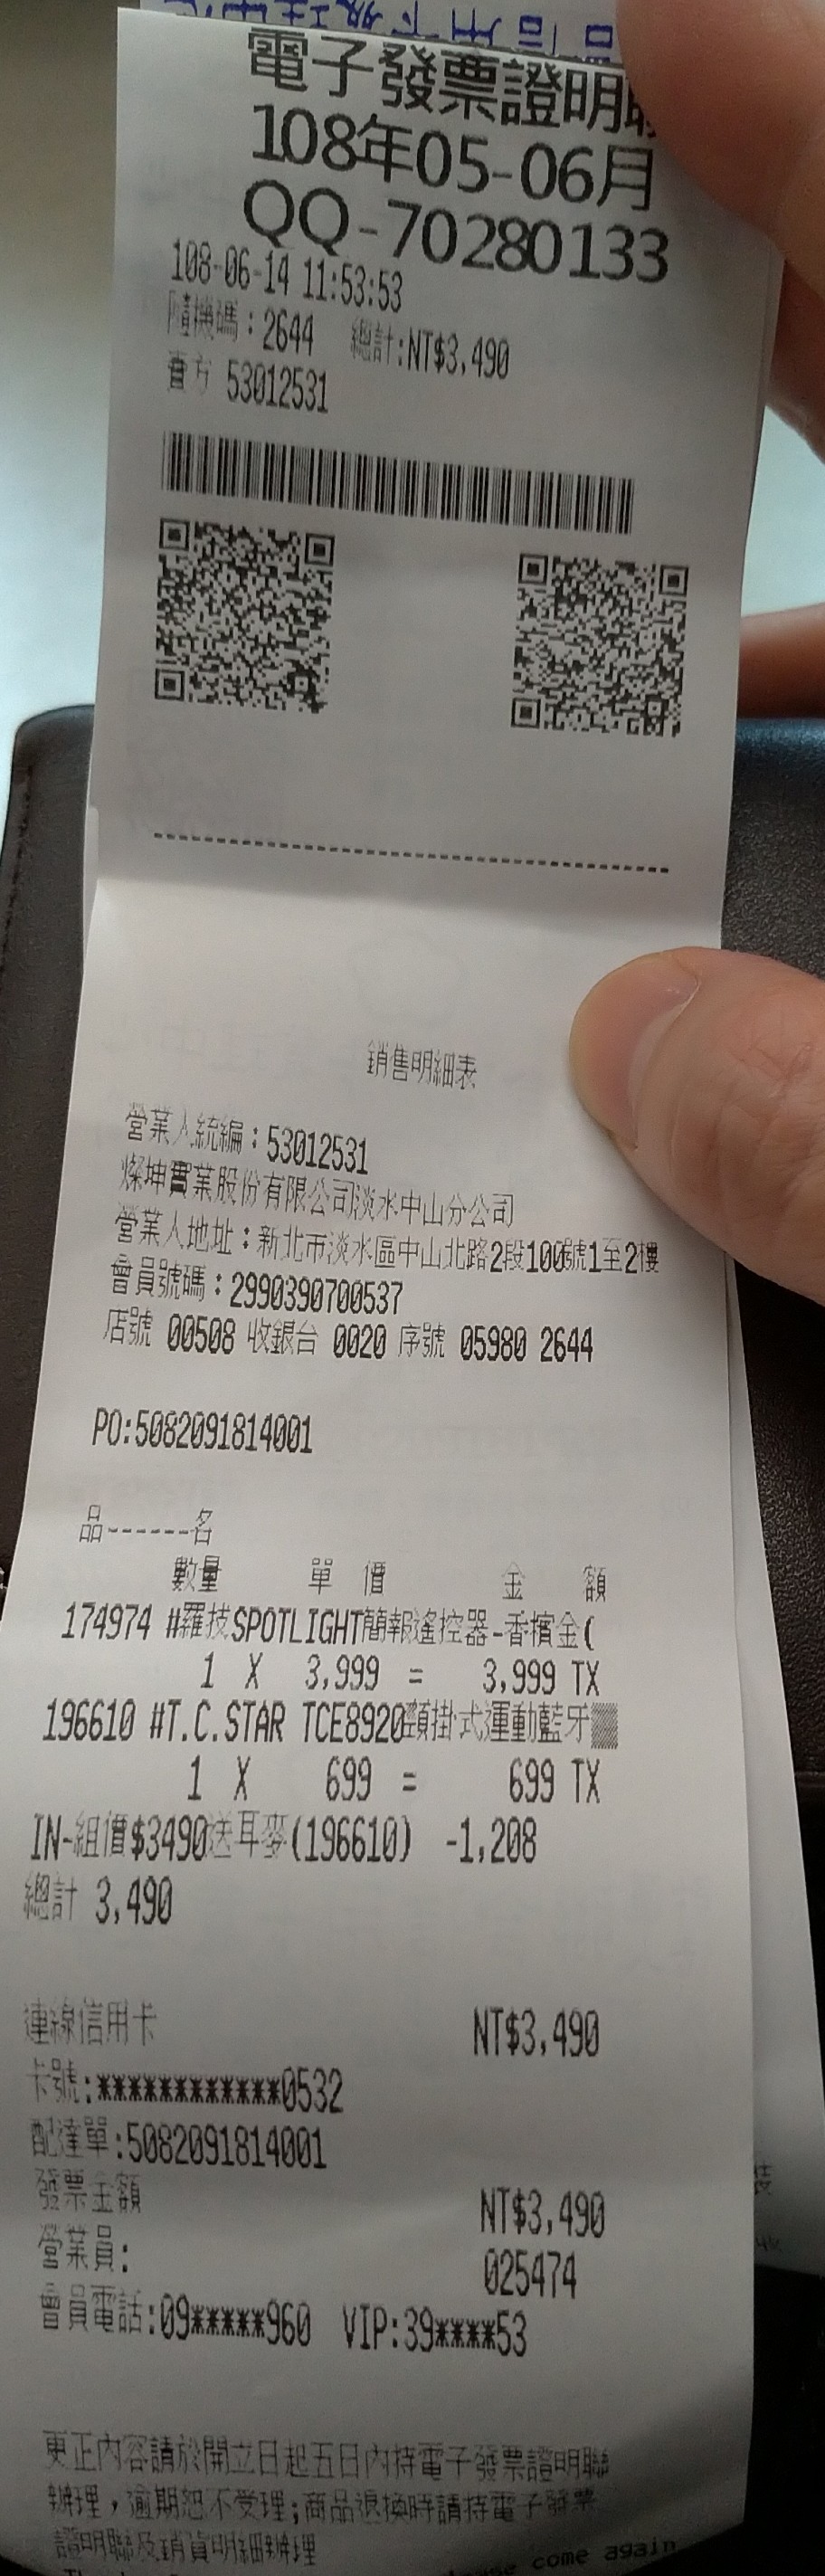 電子發票證明
108年05-06月
QQ-70280133
108-06-14 11:53:53
隨機碼：2644 總計:NT$3,490
賣方 53012531
銷售明細表
營業人統編：53012531
燦坤實業股份有限公司淡水中山分公司
營業人地址：新北市淡水區中山北路2段100號1至2樓
會員號碼：2990390700537
店號 00508 收銀台 0020 序號 05980 2644
PO:5082091814001
品------名
數量 單 價 金 額
174974 #羅技SPOTLIGHT簡報遙控器-香檳金(
1 X 3,999 = 3,999 TX
196610 #T.C.STAR TCE8920頸掛式運動藍牙
1 X 699 = 699 TX
IN-組價$3490送耳麥(196610) -1,208
總計 3,490
連線信用卡 NT$3,490
卡號:************0532
配達單:5082091814001
發票金額 NT$3,490
營業員: 025474
會員電話:09*****960 VIP:39****53
更正內容請於開立日起五日內持電子發票證明聯
辦理，逾期恕不受理;商品退換時請持電子發票
證明聯及銷貨明細辦理
come again